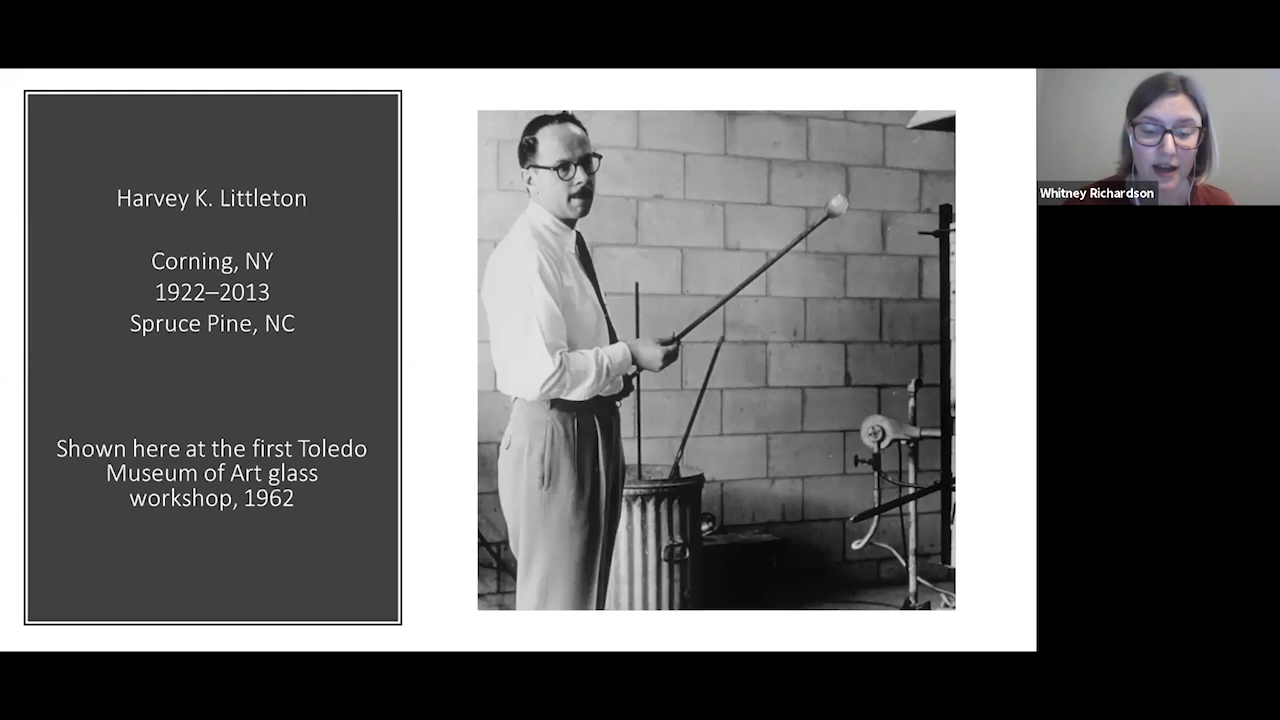 Harvey K. Littleton
Corning, NY
1922–2013
Spruce Pine, NC
Shown here at the first Toledo
Museum of Art glass
workshop, 1962
Whitney Richardson